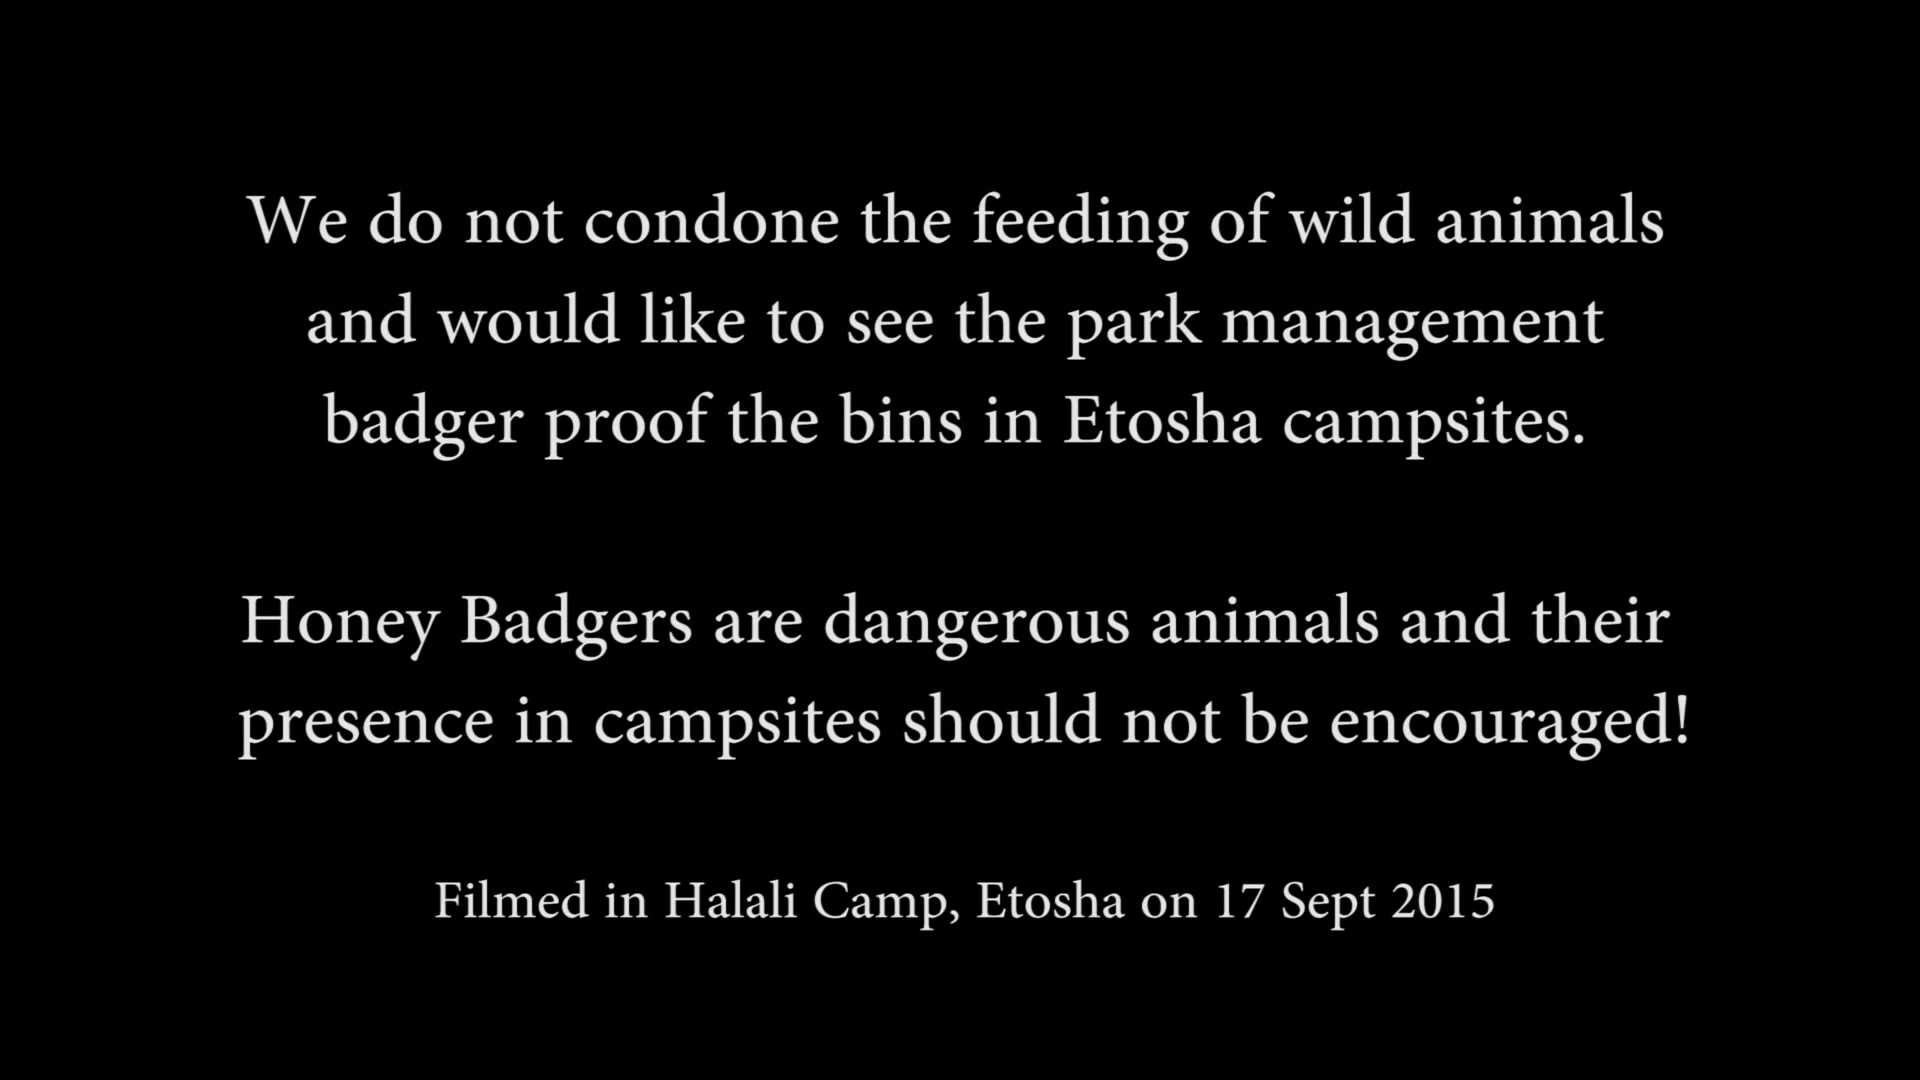 We do not condone the feeding of wild animals
and would like to see the park management
badger proof the bins in Etosha campsites.
Honey Badgers are dangerous animals and their
presence in campsites should not be encouraged!
Filmed in Halali Camp, Etosha on 17 Sept 2015